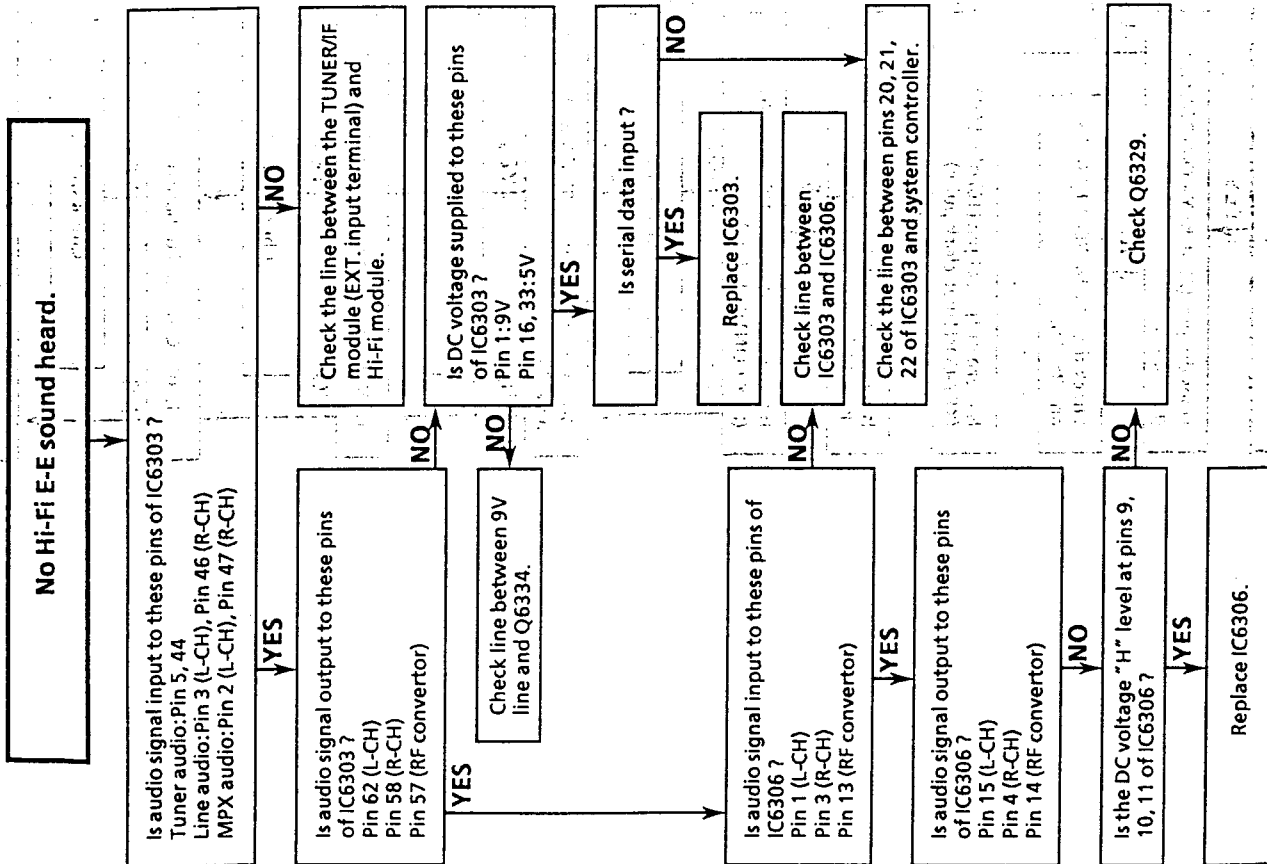 No Hi-Fi E-E sound heard.
Is audio signal input to these pins of IC6303 ?
Tuner audio:Pin 5, 44
Line audio:Pin 3 (L-CH), Pin 46 (R-CH)
MPX audio:Pin 2 (L-CH), Pin 47 (R-CH)
NO
Check the line between the TUNER/IF
module (EXT. input terminal) and
Hi-Fi module.
YES
Is audio signal output to these pins
of IC6303 ?
Pin 62 (L-CH)
Pin 58 (R-CH)
Pin 57 (RF convertor)
NO
Is DC voltage supplied to these pins
of IC6303 ?
Pin 1:9V
Pin 16, 33:5V
NO
Check line between 9V
line and Q6334.
YES
Is serial data input ?
NO
YES
Replace IC6303.
Check the line between pins 20, 21,
22 of IC6303 and system controller.
YES
Is audio signal input to these pins of
IC6306 ?
Pin 1 (L-CH)
Pin 3 (R-CH)
Pin 13 (RF convertor)
NO
Check line between
IC6303 and IC6306.
YES
Is audio signal output to these pins
of IC6306 ?
Pin 15 (L-CH)
Pin 4 (R-CH)
Pin 14 (RF convertor)
NO
Is the DC voltage "H" level at pins 9,
10, 11 of IC6306 ?
NO
Check Q6329.
YES
Replace IC6306.